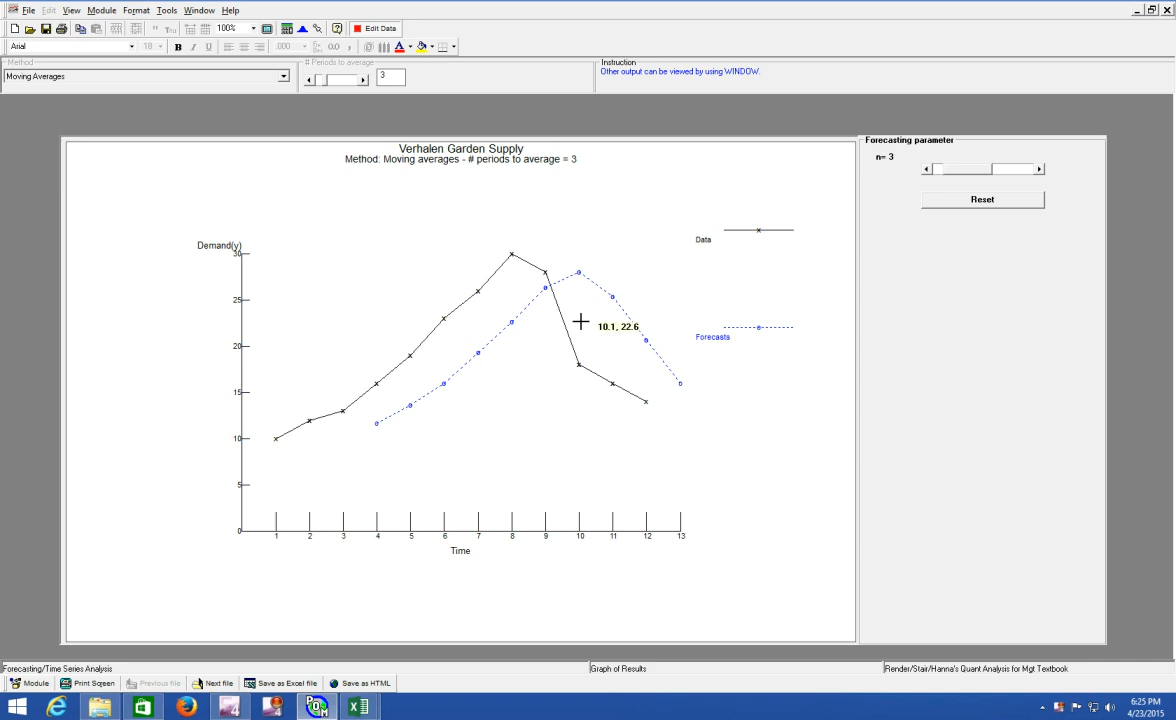 File Edit View Module Format Tools Window Help
100% Edit Data
Arial 18 B I U .000 0.0 , A
Method
Moving Averages
# Periods to average
3
Instruction
Other output can be viewed by using WINDOW.
Verhalen Garden Supply
Method: Moving averages - # periods to average = 3
Forecasting parameter
n= 3
Reset
Demand(y)
30
25
20
15
10
5
0
1 2 3 4 5 6 7 8 9 10 11 12 13
Time
10.1, 22.6
Data
Forecasts
Forecasting/Time Series Analysis Graph of Results Render/Stair/Hanna's Quant Analysis for Mgt Textbook
Module Print Screen Previous file Next file Save as Excel file Save as HTML
6:25 PM
4/23/2015